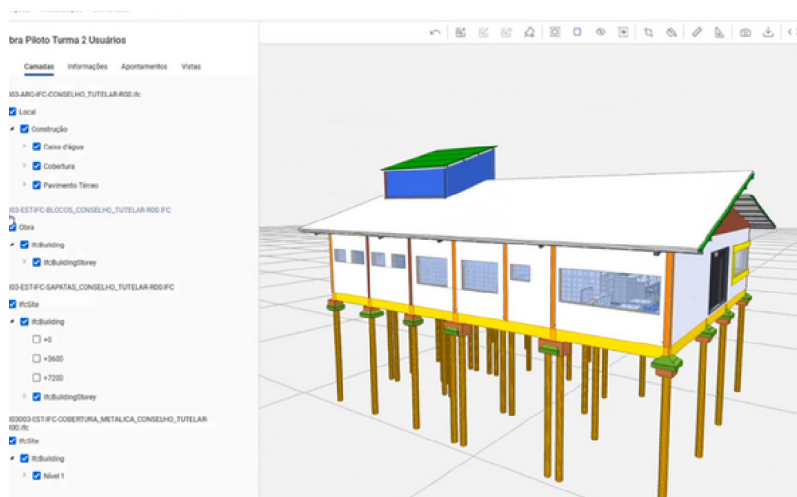 bra Piloto Turma 2 Usuários
Camadas Informações Apontamentos Vistas
003-ARQ-IFC-CONSELHO_TUTELAR-R00.ifc
Local
Construção
Caixa d'água
Cobertura
Pavimento Térreo
003-EST-IFC-BLOCOS_CONSELHO_TUTELAR-R00.IFC
Obra
IfcBuilding
IfcBuildingStorey
003-EST-IFC-SAPATAS_CONSELHO_TUTELAR-R00.IFC
IfcSite
IfcBuilding
+0
+3600
+7200
IfcBuildingStorey
003003-EST-IFC-COBERTURA_METALICA_CONSELHO_TUTELAR-
R00.ifc
IfcSite
IfcBuilding
Nível 1